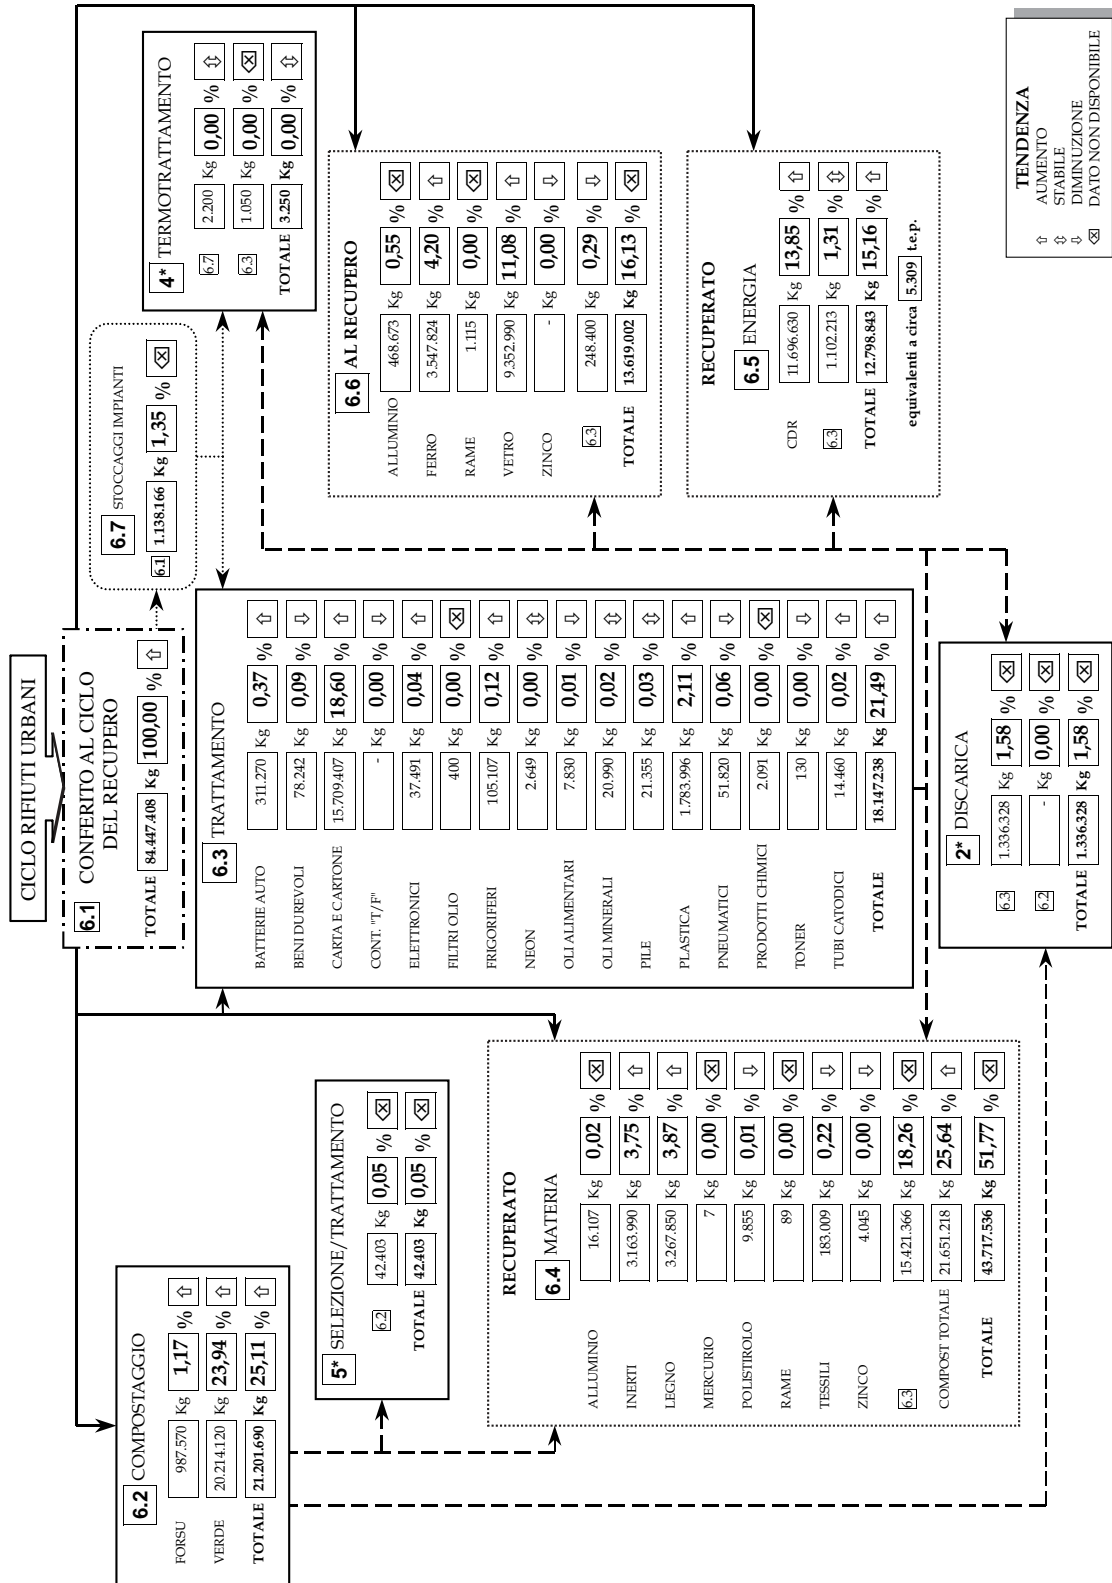 CICLO RIFIUTI URBANI
6.1 CONFERITO AL CICLO
DEL RECUPERO
TOTALE 84.447.408 Kg 100,00 % ⇧
6.2 COMPOSTAGGIO
FORSU 987.570 Kg 1,17 % ⇧
VERDE 20.214.120 Kg 23,94 % ⇧
TOTALE 21.201.690 Kg 25,11 % ⇧
6.7 STOCCAGGI IMPIANTI
6.1 1.138.166 Kg 1,35 % ⌫
4* TERMOTRATTAMENTO
6.7 2.200 Kg 0,00 % ⇳
6.3 1.050 Kg 0,00 % ⌫
TOTALE 3.250 Kg 0,00 % ⇳
5* SELEZIONE/TRATTAMENTO
6.2 42.403 Kg 0,05 % ⌫
TOTALE 42.403 Kg 0,05 % ⌫
6.3 TRATTAMENTO
BATTERIE AUTO 311.270 Kg 0,37 % ⇧
BENI DUREVOLI 78.242 Kg 0,09 % ⇩
CARTA E CARTONE 15.709.407 Kg 18,60 % ⇧
CONT. "T/F" - Kg 0,00 % ⇩
ELETTRONICI 37.491 Kg 0,04 % ⇧
FILTRI OLIO 400 Kg 0,00 % ⌫
FRIGORIFERI 105.107 Kg 0,12 % ⇧
NEON 2.649 Kg 0,00 % ⇳
OLI ALIMENTARI 7.830 Kg 0,01 % ⇩
OLI MINERALI 20.990 Kg 0,02 % ⇳
PILE 21.355 Kg 0,03 % ⇳
PLASTICA 1.783.996 Kg 2,11 % ⇧
PNEUMATICI 51.820 Kg 0,06 % ⇩
PRODOTTI CHIMICI 2.091 Kg 0,00 % ⌫
TONER 130 Kg 0,00 % ⇩
TUBI CATODICI 14.460 Kg 0,02 % ⇧
TOTALE 18.147.238 Kg 21,49 % ⇧
6.6 AL RECUPERO
ALLUMINIO 468.673 Kg 0,55 % ⌫
FERRO 3.547.824 Kg 4,20 % ⇧
RAME 1.115 Kg 0,00 % ⌫
VETRO 9.352.990 Kg 11,08 % ⇧
ZINCO - Kg 0,00 % ⇩
6.3 248.400 Kg 0,29 % ⇩
TOTALE 13.619.002 Kg 16,13 % ⌫
RECUPERATO
6.4 MATERIA
ALLUMINIO 16.107 Kg 0,02 % ⌫
INERTI 3.163.990 Kg 3,75 % ⇧
LEGNO 3.267.850 Kg 3,87 % ⇧
MERCURIO 7 Kg 0,00 % ⌫
POLISTIROLO 9.855 Kg 0,01 % ⇩
RAME 89 Kg 0,00 % ⌫
TESSILI 183.009 Kg 0,22 % ⇩
ZINCO 4.045 Kg 0,00 % ⇩
6.3 15.421.366 Kg 18,26 % ⌫
COMPOST TOTALE 21.651.218 Kg 25,64 % ⇧
TOTALE 43.717.536 Kg 51,77 % ⌫
RECUPERATO
6.5 ENERGIA
CDR 11.696.630 Kg 13,85 % ⇧
6.3 1.102.213 Kg 1,31 % ⇳
TOTALE 12.798.843 Kg 15,16 % ⇧
equivalenti a circa 5.309 t.e.p.
2* DISCARICA
6.3 1.336.328 Kg 1,58 % ⌫
6.2 - Kg 0,00 % ⌫
TOTALE 1.336.328 Kg 1,58 % ⌫
TENDENZA
⇧ AUMENTO
⇳ STABILE
⇩ DIMINUZIONE
⌫ DATO NON DISPONIBILE